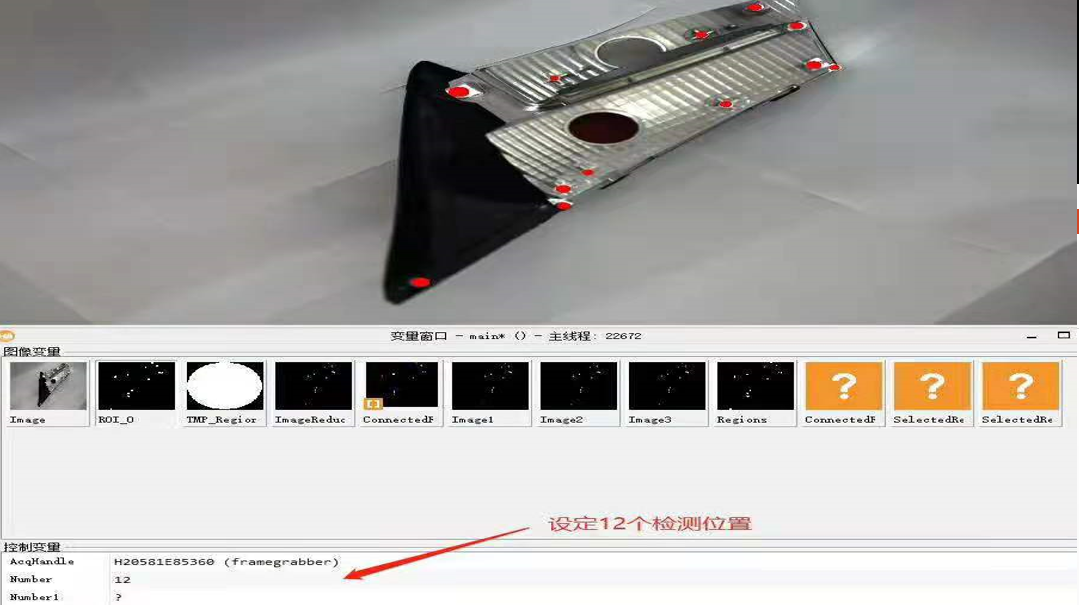 变量窗口 - main* () - 主线程: 22672
图像变量
Image ROI_0 TMP_Region ImageReduc ConnectedF Image1 Image2 Image3 Regions ConnectedF SelectedRe SelectedRe
设定12个检测位置
控制变量
AcqHandle H20581E85360 (framegrabber)
Number 12
Number1 ?